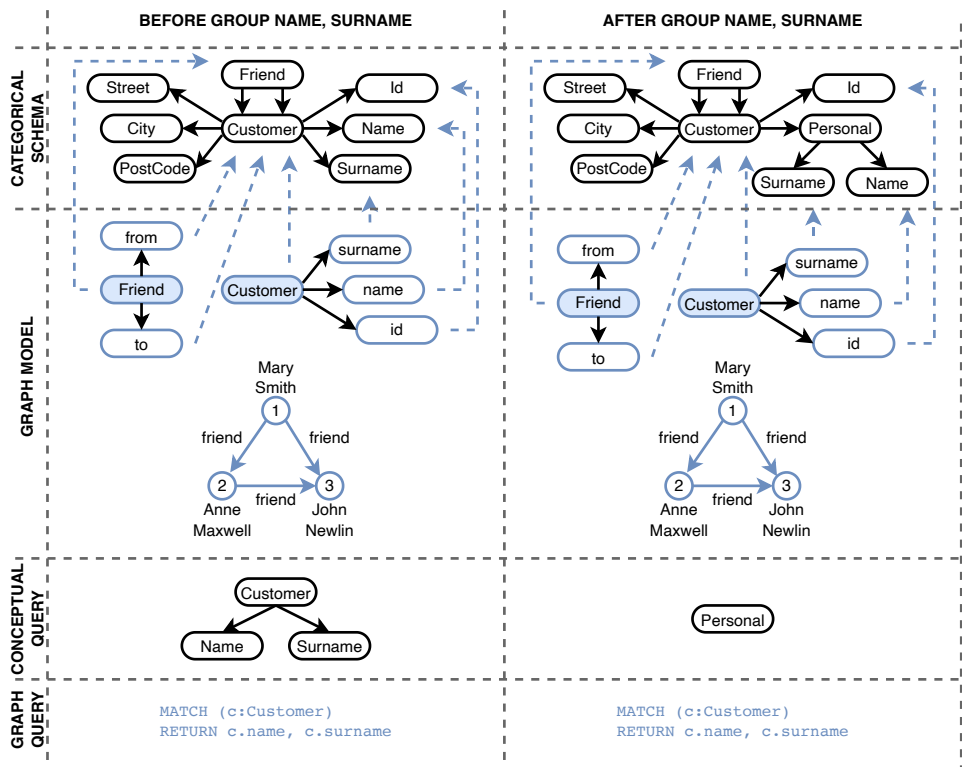 BEFORE GROUP NAME, SURNAME
AFTER GROUP NAME, SURNAME
CATEGORICAL
SCHEMA
Friend
Street
Id
City
Customer
Name
PostCode
Surname
Friend
Street
Id
City
Customer
Personal
PostCode
Surname
Name
GRAPH MODEL
from
surname
Friend
Customer
name
to
id
Mary
Smith
1
friend
friend
2
friend
3
Anne
Maxwell
John
Newlin
from
surname
Friend
Customer
name
to
id
Mary
Smith
1
friend
friend
2
friend
3
Anne
Maxwell
John
Newlin
CONCEPTUAL
QUERY
Customer
Name
Surname
Personal
GRAPH
QUERY
MATCH (c:Customer)
RETURN c.name, c.surname
MATCH (c:Customer)
RETURN c.name, c.surname